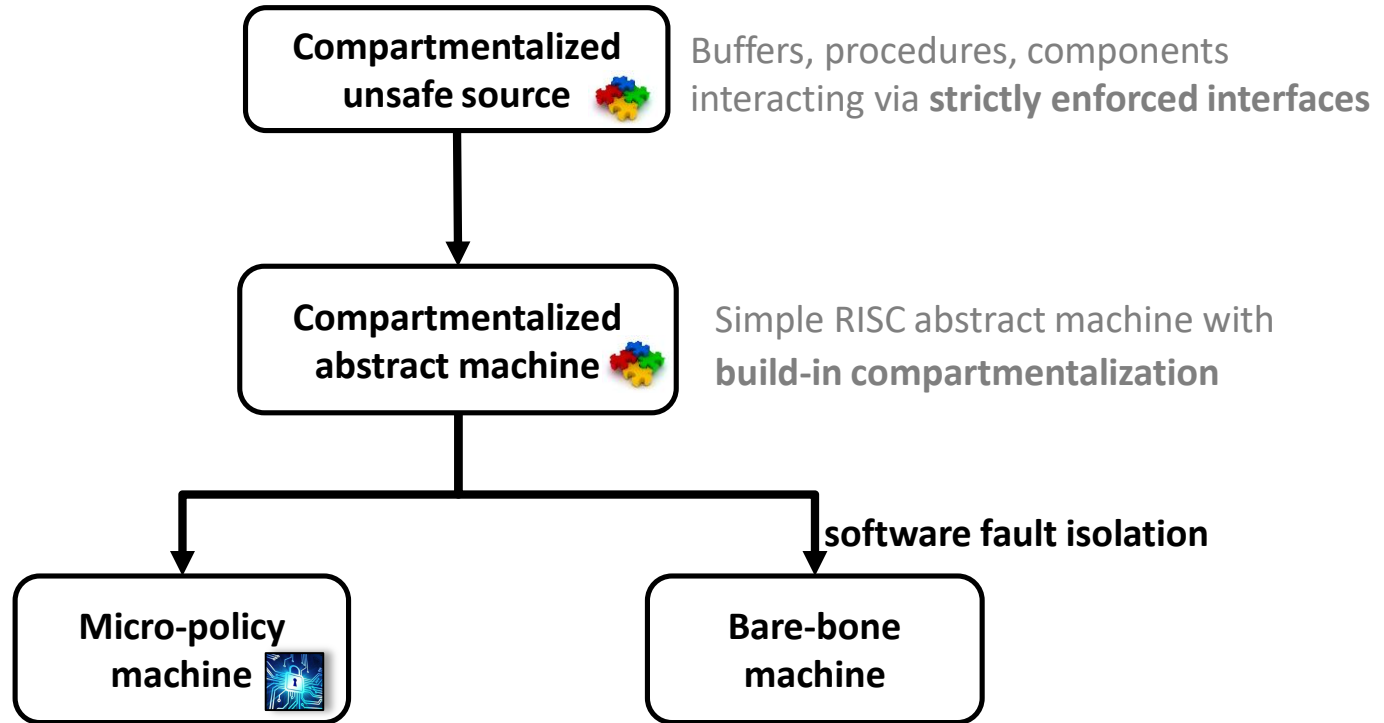 Compartmentalized
unsafe source
Buffers, procedures, components
interacting via strictly enforced interfaces
Compartmentalized
abstract machine
Simple RISC abstract machine with
build-in compartmentalization
software fault isolation
Micro-policy
machine
Bare-bone
machine